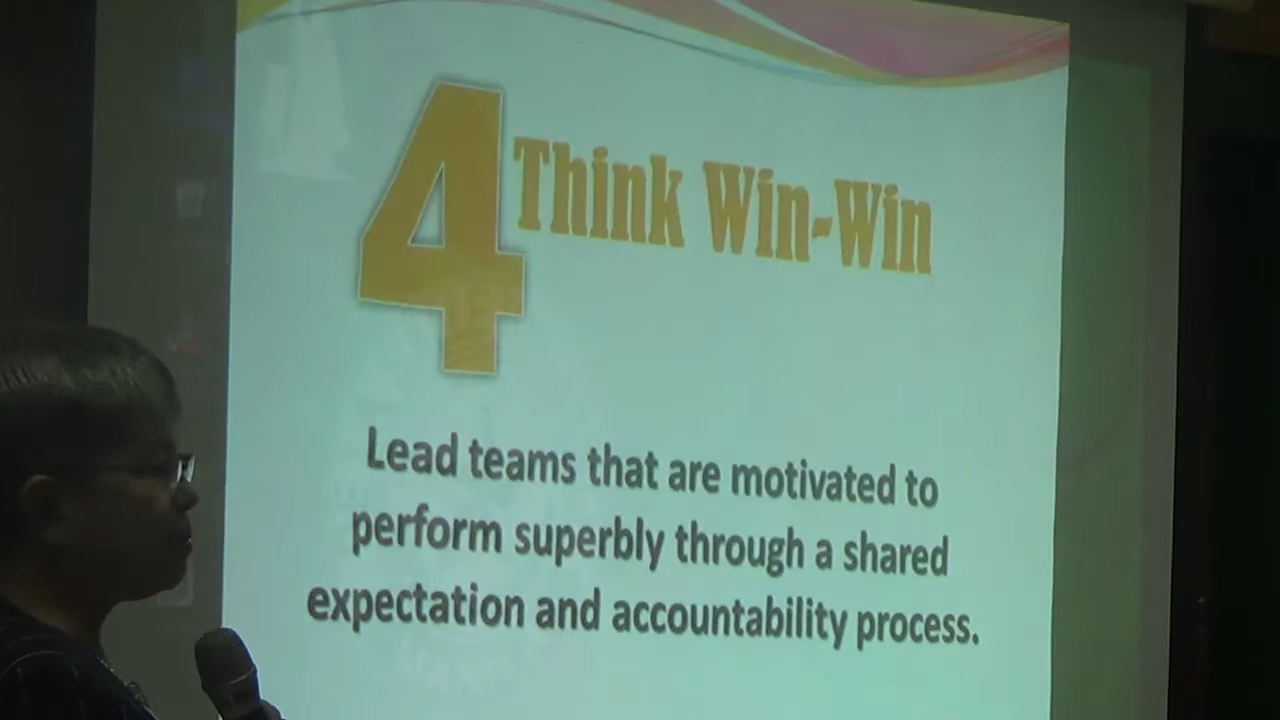 4 Think Win-Win
Lead teams that are motivated to
perform superbly through a shared
expectation and accountability process.